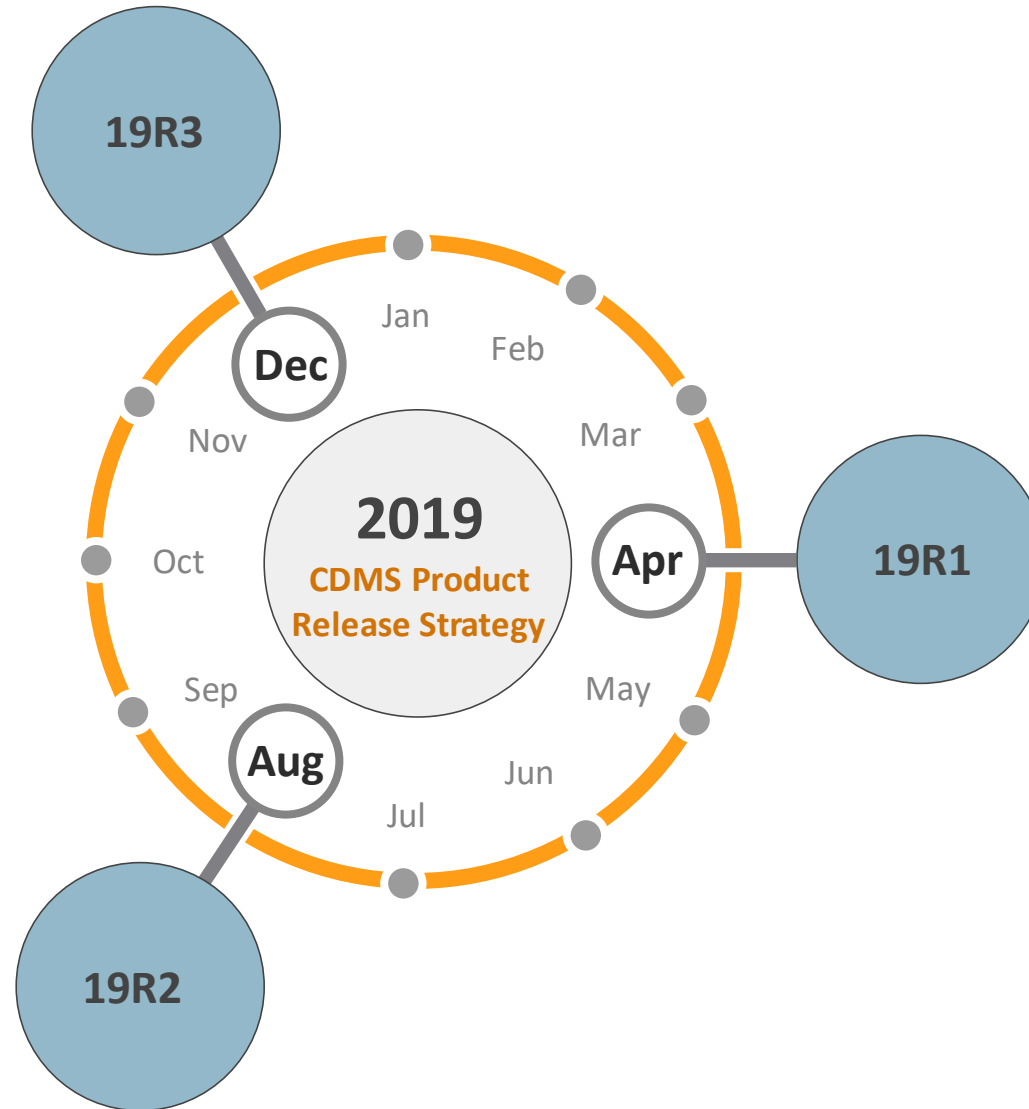 19R3
Jan
Feb
Dec
Nov
Mar
2019
CDMS Product
Release Strategy
Oct
Apr
19R1
Sep
May
Aug
Jun
Jul
19R2